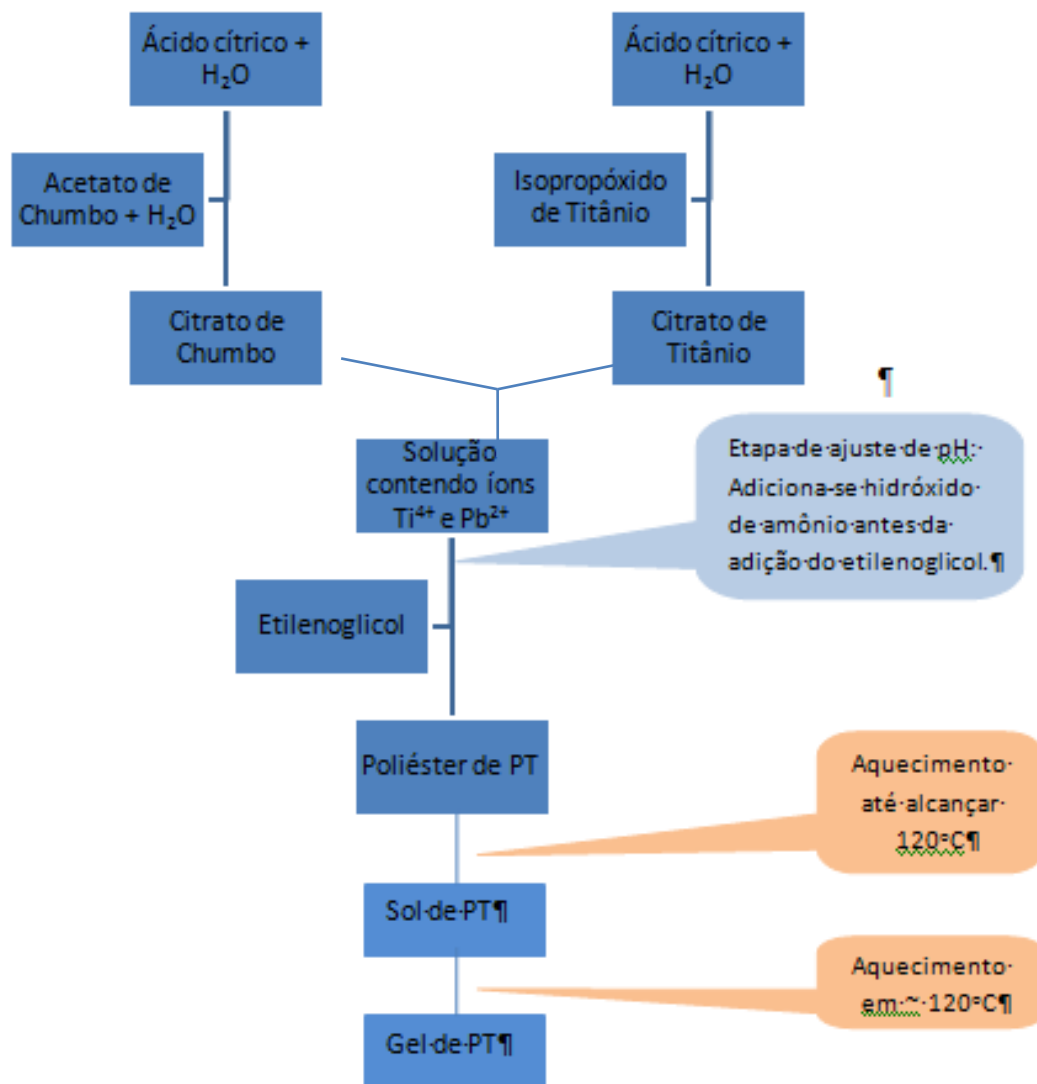 Ácido cítrico +
H₂O
Ácido cítrico +
H₂O
Acetato de
Chumbo + H₂O
Isopropóxido
de Titânio
Citrato de
Chumbo
Citrato de
Titânio
¶
Solução
contendo íons
Ti⁴⁺ e Pb²⁺
Etapa·de·ajuste·de·pH:·
Adiciona-se·hidróxido·
de·amônio·antes·da·
adição·do·etilenoglicol.¶
Etilenoglicol
Poliéster de PT
Aquecimento·
até·alcançar·
120ºC¶
Sol·de·PT¶
Aquecimento·
em·~·120ºC¶
Gel·de·PT¶